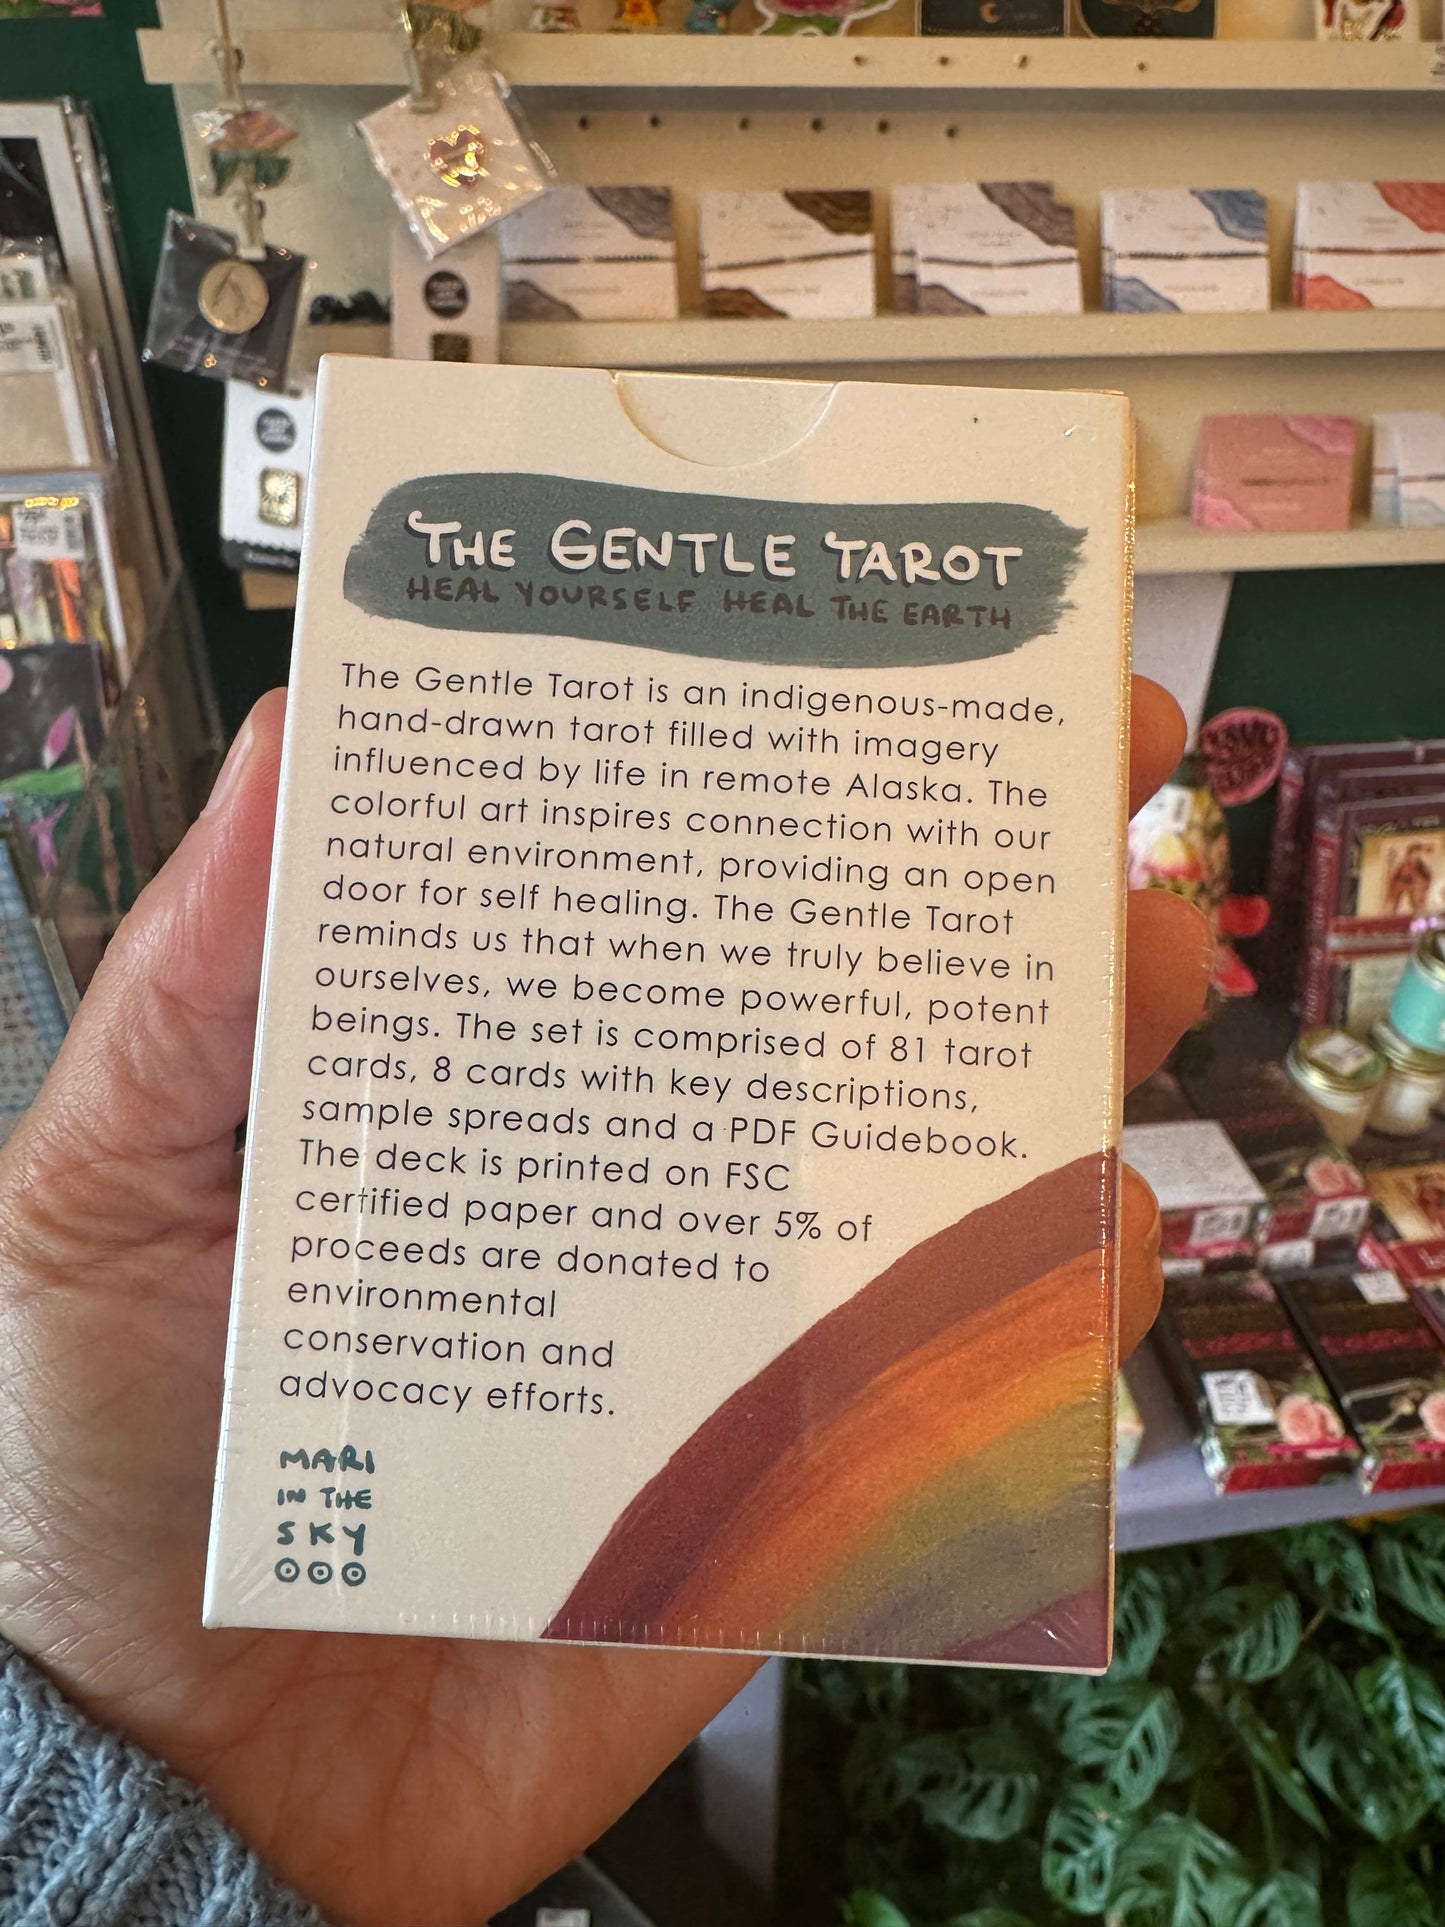 THE GENTLE TAROT
HEAL YOURSELF HEAL THE EARTH
The Gentle Tarot is an indigenous-made,
hand-drawn tarot filled with imagery
influenced by life in remote Alaska. The
colorful art inspires connection with our
natural environment, providing an open
door for self healing. The Gentle Tarot
reminds us that when we truly believe in
ourselves, we become powerful, potent
beings. The set is comprised of 81 tarot
cards, 8 cards with key descriptions,
sample spreads and a PDF Guidebook.
The deck is printed on FSC
certified paper and over 5% of
proceeds are donated to
environmental
conservation and
advocacy efforts.
MARI
IN THE
SKY